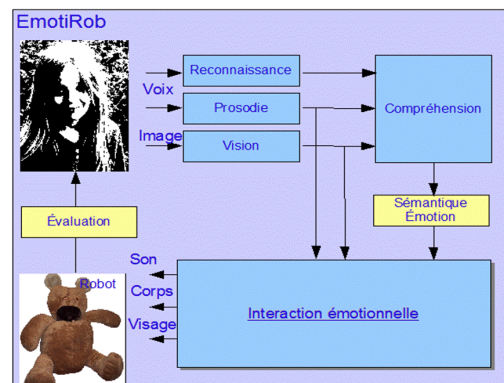 EmotiRob
Reconnaissance
Voix
Prosodie
Compréhension
Image
Vision
Sémantique
Émotion
Évaluation
Son
Robot
Corps
Interaction émotionnelle
Visage